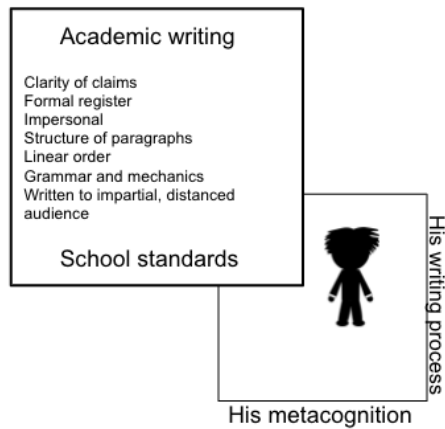 Academic writing
Clarity of claims
Formal register
Impersonal
Structure of paragraphs
Linear order
Grammar and mechanics
Written to impartial, distanced
audience
School standards
His writing process
His metacognition